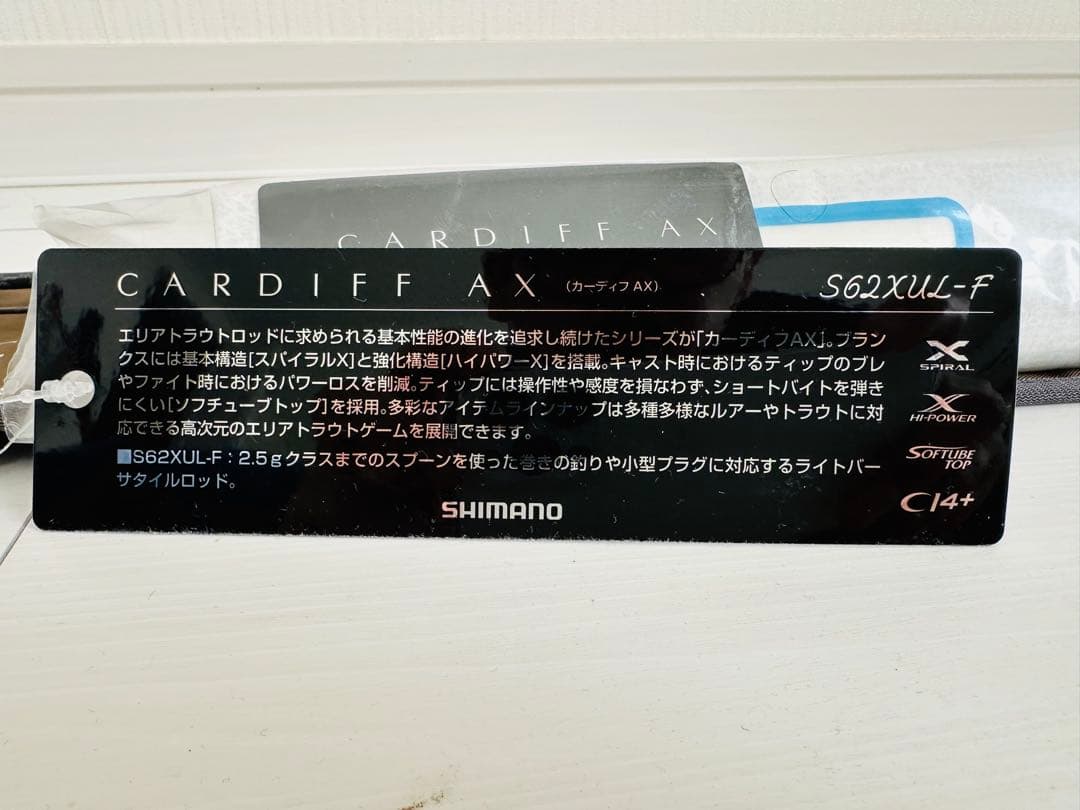 CARDIFF AX
CARDIFF AX (カーディフAX) S62XUL-F
エリアトラウトロッドに求められる基本性能の進化を追求し続けたシリーズが「カーディフAX」。ブラン
クスには基本構造[スパイラルX]と強化構造[ハイパワーX]を搭載。キャスト時におけるティップのブレ
やファイト時におけるパワーロスを削減。ティップには操作性や感度を損なわず、ショートバイトを弾き
にくい[ソフチューブトップ]を採用。多彩なアイテムラインナップは多種多様なルアーやトラウトに対
応できる高次元のエリアトラウトゲームを展開できます。
■S62XUL-F：2.5gクラスまでのスプーンを使った巻きの釣りや小型プラグに対応するライトバー
サタイルロッド。
X
SPIRAL
X
HI-POWER
SOFTUBE
TOP
CI4+
SHIMANO